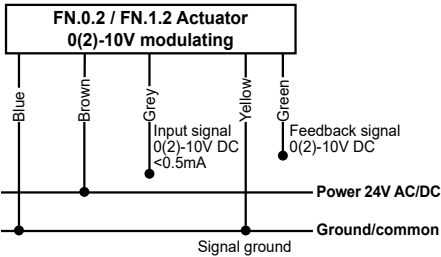 FN.0.2 / FN.1.2 Actuator
0(2)-10V modulating
Blue
Brown
Grey
Yellow
Green
Input signal
0(2)-10V DC
<0.5mA
Feedback signal
0(2)-10V DC
Power 24V AC/DC
Ground/common
Signal ground